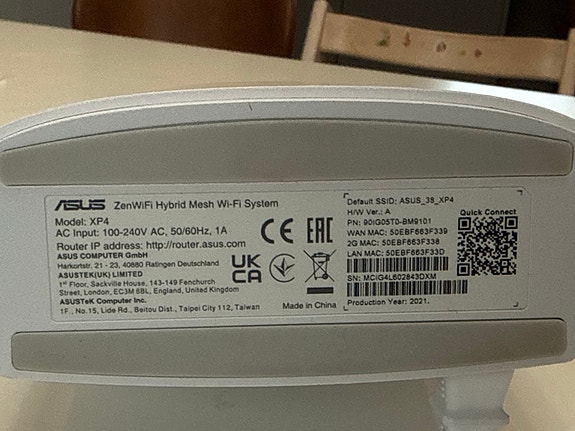 ASUS ZenWiFi Hybrid Mesh Wi-Fi System
Model: XP4
AC Input: 100-240V AC, 50/60Hz, 1A
Router IP address: http://router.asus.com
ASUS COMPUTER GmbH
Harkortstr. 21 - 23, 40880 Ratingen Deutschland
ASUSTEK(UK) LIMITED
1st Floor, Sackville House, 143-149 Fenchurch
Street, London, EC3M 8BL, England, United Kingdom
ASUSTeK Computer Inc.
1F., No.15, Lide Rd., Beitou Dist., Taipei City 112, Taiwan
CE EAC
UK
CA
Made in China
Default SSID: ASUS_38_XP4
H/W Ver.: A
PN: 90IG05T0-BM9101
Quick Connect
WAN MAC: 50EBF663F339
2G MAC: 50EBF663F338
LAN MAC: 50EBF663F33D
SN: MCIG4L602843DXM
Production Year: 2021.